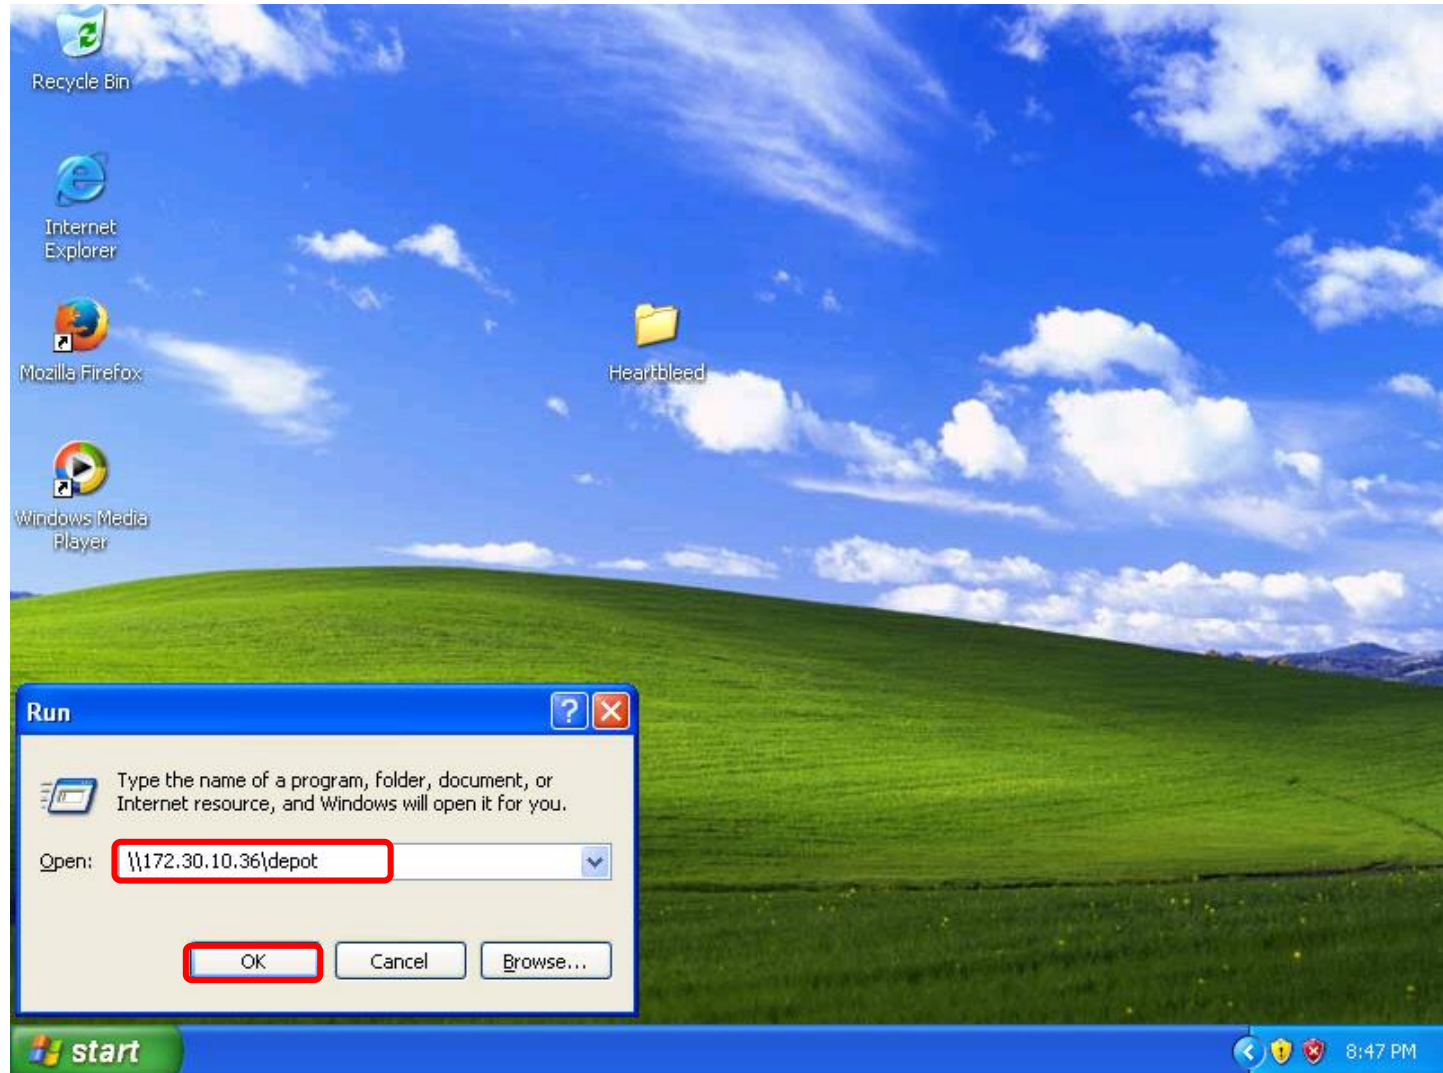 Recycle Bin
Internet
Explorer
Mozilla Firefox
Heartbleed
Windows Media
Player
Run
Type the name of a program, folder, document, or
Internet resource, and Windows will open it for you.
Open: \\172.30.10.36\depot
OK Cancel Browse...
start 8:47 PM